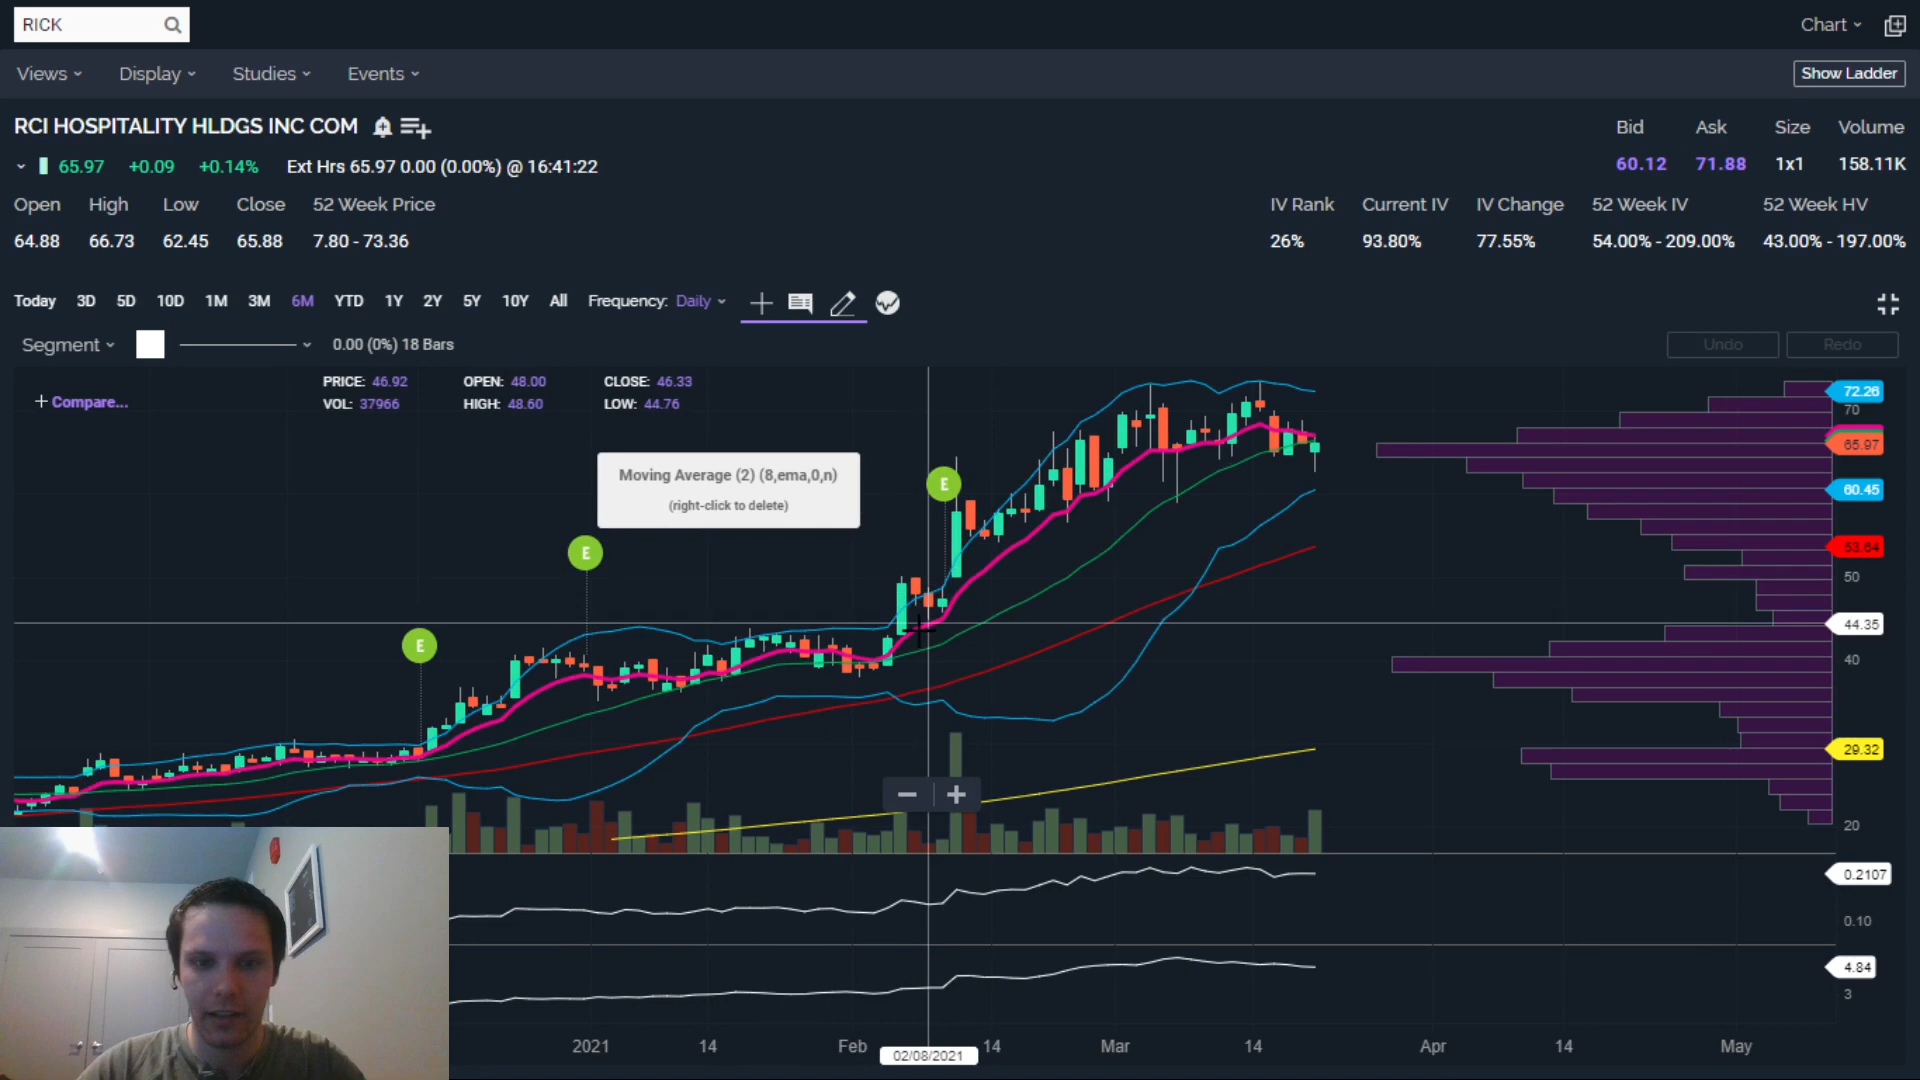 RICK
Chart
Views Display Studies Events
Show Ladder
RCI HOSPITALITY HLDGS INC COM
Bid Ask Size Volume
65.97 +0.09 +0.14% Ext Hrs 65.97 0.00 (0.00%) @ 16:41:22
60.12 71.88 1x1 158.11K
Open High Low Close 52 Week Price
IV Rank Current IV IV Change 52 Week IV 52 Week HV
64.88 66.73 62.45 65.88 7.80 - 73.36
26% 93.80% 77.55% 54.00% - 209.00% 43.00% - 197.00%
Today 3D 5D 10D 1M 3M 6M YTD 1Y 2Y 5Y 10Y All Frequency: Daily
Segment 0.00 (0%) 18 Bars
Undo Redo
PRICE: 46.92 OPEN: 48.00 CLOSE: 46.33
VOL: 37966 HIGH: 48.60 LOW: 44.76
+ Compare...
72.26
70
65.97
Moving Average (2) (8,ema,0,n)
(right-click to delete)
E
60.45
E
53.64
50
E
44.35
40
29.32
20
0.2107
0.10
4.84
3
2021 14 Feb 14 Mar 14 Apr 14 May
02/08/2021